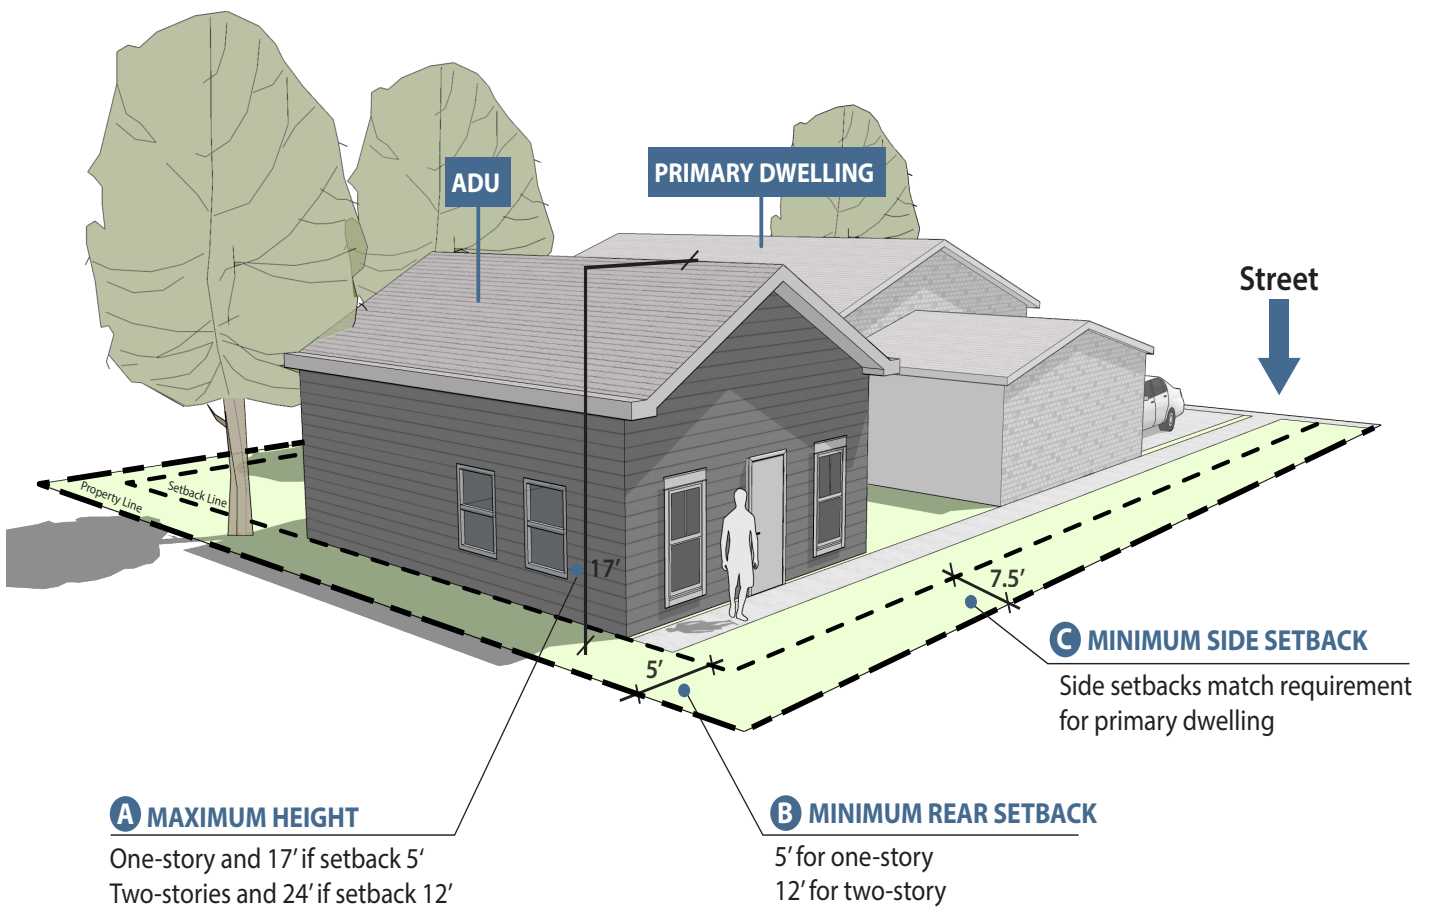 ADU
PRIMARY DWELLING
Street
Property Line
Setback Line
17′
7.5′
5′
C MINIMUM SIDE SETBACK
Side setbacks match requirement
for primary dwelling
A MAXIMUM HEIGHT
One-story and 17′ if setback 5‘
Two-stories and 24′ if setback 12′
B MINIMUM REAR SETBACK
5′ for one-story
12′ for two-story